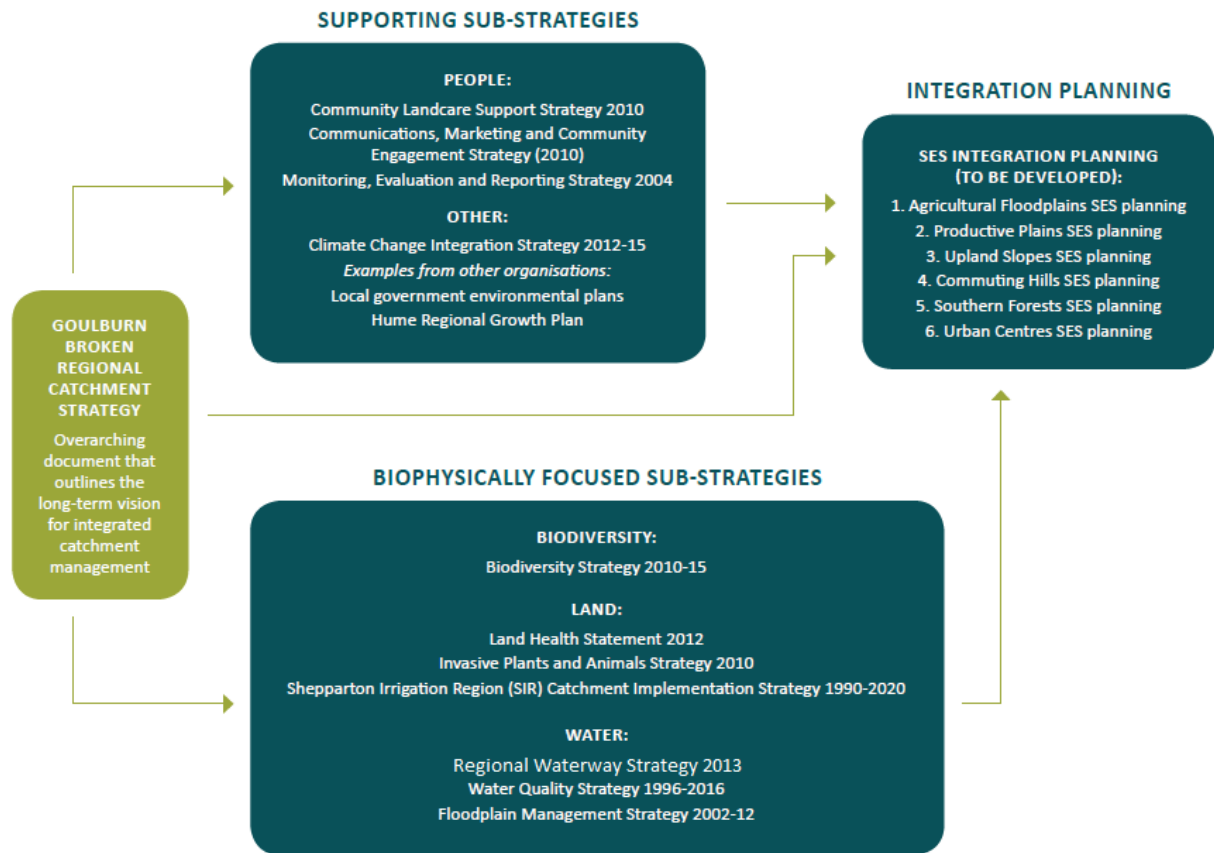 SUPPORTING SUB-STRATEGIES
PEOPLE:
Community Landcare Support Strategy 2010
Communications, Marketing and Community
Engagement Strategy (2010)
Monitoring, Evaluation and Reporting Strategy 2004
OTHER:
Climate Change Integration Strategy 2012-15
Examples from other organisations:
Local government environmental plans
Hume Regional Growth Plan
INTEGRATION PLANNING
SES INTEGRATION PLANNING
(TO BE DEVELOPED):
1. Agricultural Floodplains SES planning
2. Productive Plains SES planning
3. Upland Slopes SES planning
4. Commuting Hills SES planning
5. Southern Forests SES planning
6. Urban Centres SES planning
GOULBURN
BROKEN
REGIONAL
CATCHMENT
STRATEGY
Overarching
document that
outlines the
long-term vision
for integrated
catchment
management
BIOPHYSICALLY FOCUSED SUB-STRATEGIES
BIODIVERSITY:
Biodiversity Strategy 2010-15
LAND:
Land Health Statement 2012
Invasive Plants and Animals Strategy 2010
Shepparton Irrigation Region (SIR) Catchment Implementation Strategy 1990-2020
WATER:
Regional Waterway Strategy 2013
Water Quality Strategy 1996-2016
Floodplain Management Strategy 2002-12